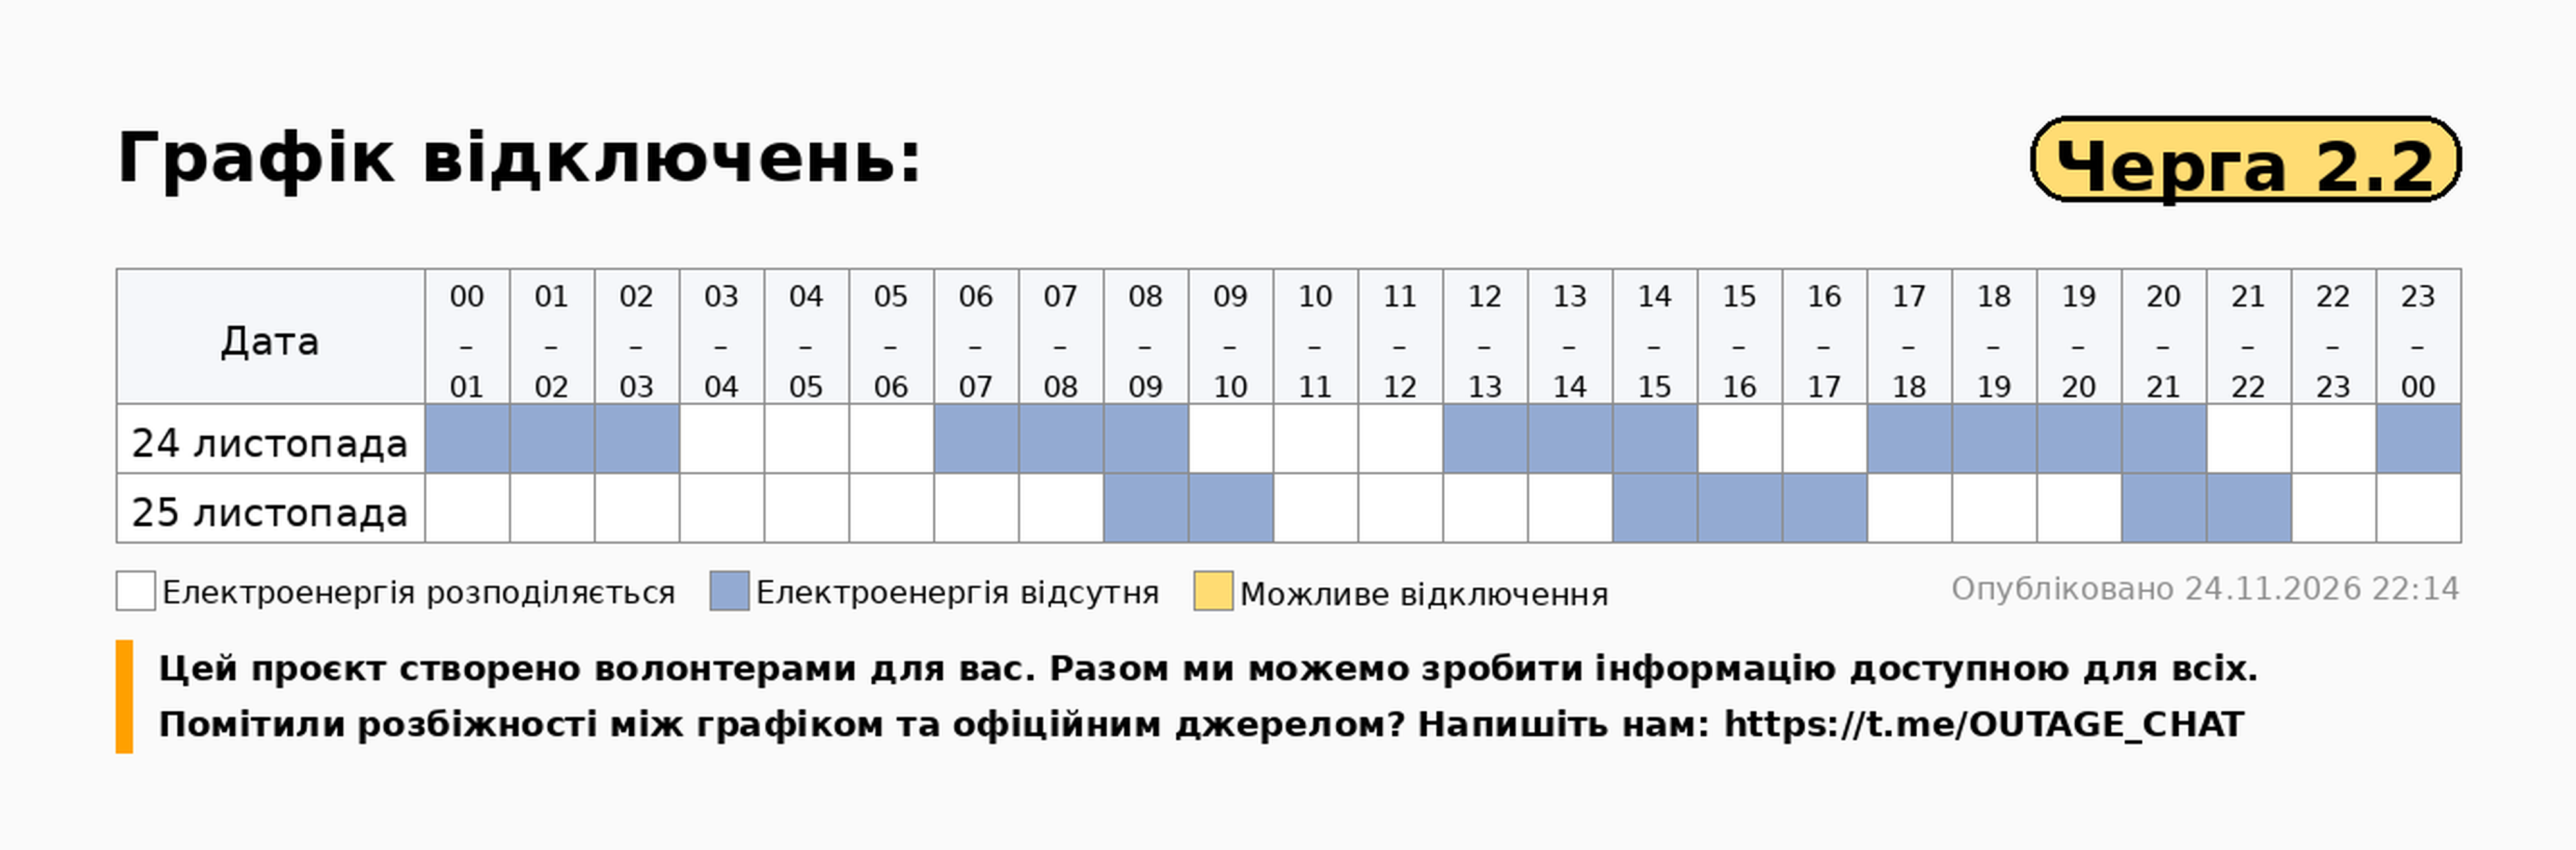 Графік відключень:
Черга 2.2
Дата
00 – 01
01 – 02
02 – 03
03 – 04
04 – 05
05 – 06
06 – 07
07 – 08
08 – 09
09 – 10
10 – 11
11 – 12
12 – 13
13 – 14
14 – 15
15 – 16
16 – 17
17 – 18
18 – 19
19 – 20
20 – 21
21 – 22
22 – 23
23 – 00
24 листопада
25 листопада
Електроенергія розподіляється
Електроенергія відсутня
Можливе відключення
Опубліковано 24.11.2026 22:14
Цей проєкт створено волонтерами для вас. Разом ми можемо зробити інформацію доступною для всіх.
Помітили розбіжності між графіком та офіційним джерелом? Напишіть нам: https://t.me/OUTAGE_CHAT